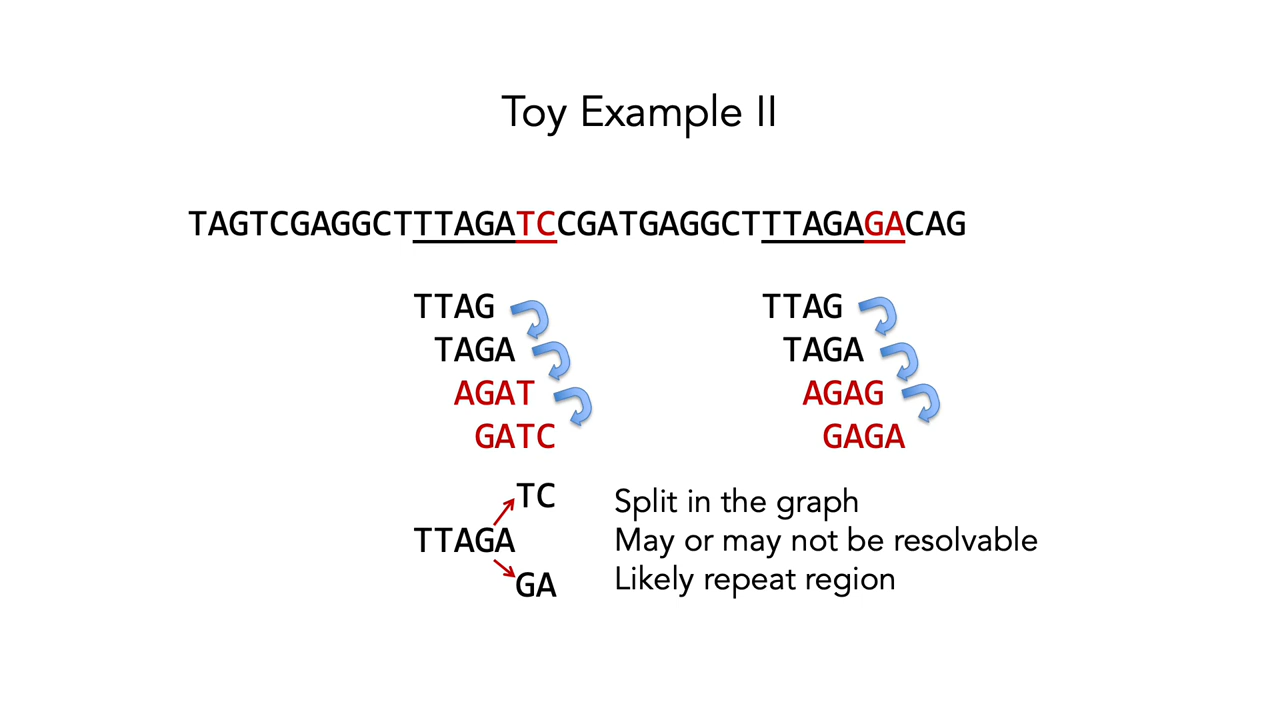 Toy Example II
TAGTCGAGGCTTTAGATCCGATGAGGCTTTAGAGACAG
TTAG
TAGA
AGAT
GATC
TTAG
TAGA
AGAG
GAGA
TC
TTAGA
GA
Split in the graph
May or may not be resolvable
Likely repeat region